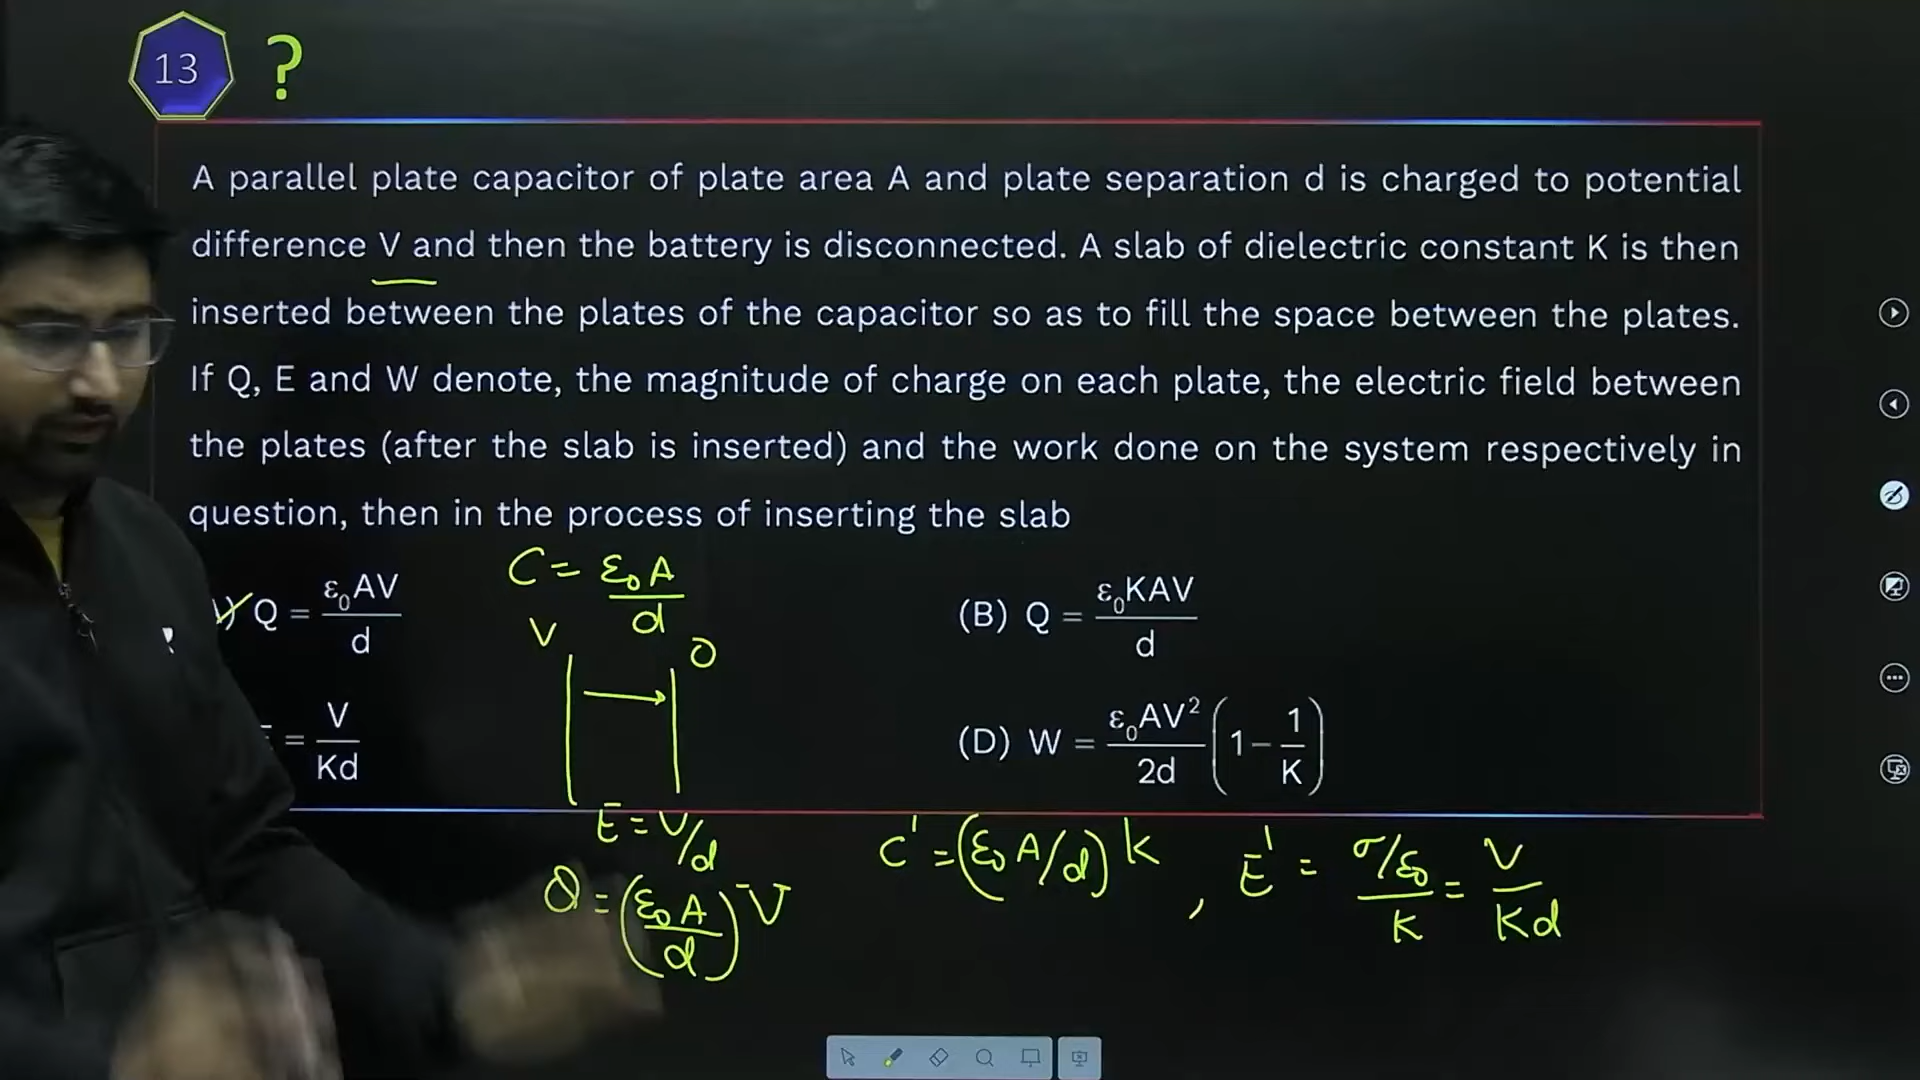 13 ?
A parallel plate capacitor of plate area A and plate separation d is charged to potential
difference V and then the battery is disconnected. A slab of dielectric constant K is then
inserted between the plates of the capacitor so as to fill the space between the plates.
If Q, E and W denote, the magnitude of charge on each plate, the electric field between
the plates (after the slab is inserted) and the work done on the system respectively in
question, then in the process of inserting the slab
) Q = ε₀AV/d
(B) Q = ε₀KAV/d
= V/Kd
(D) W = ε₀AV²/2d (1 − 1/K)
C = ε₀A/d
V 0
E = V/d
Q = (ε₀A/d) V
C' = (ε₀A/d) k , E' = σ/ε₀/k = V/Kd